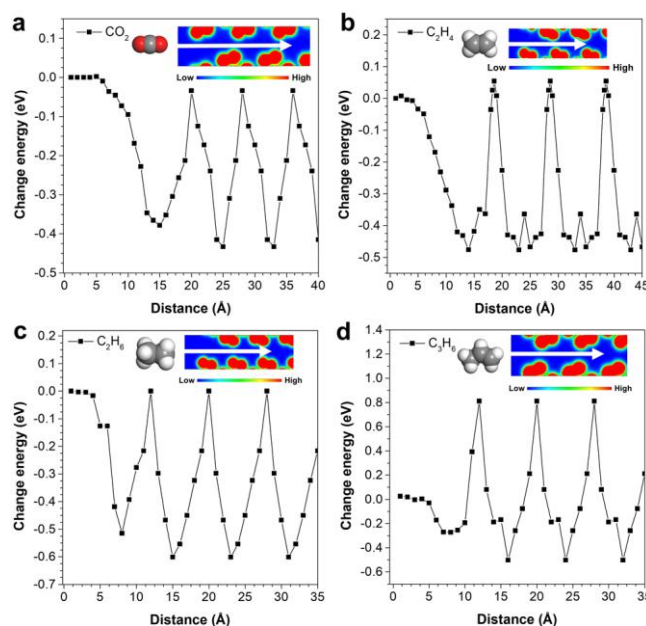 a
CO2
Low High
0.1
0.0
-0.1
-0.2
-0.3
-0.4
-0.5
Change energy (eV)
0 5 10 15 20 25 30 35 40
Distance (Å)
b
C2H4
Low High
0.2
0.1
0.0
-0.1
-0.2
-0.3
-0.4
-0.5
Change energy (eV)
0 5 10 15 20 25 30 35 40 45
Distance (Å)
c
C2H6
Low High
0.2
0.1
0.0
-0.1
-0.2
-0.3
-0.4
-0.5
-0.6
-0.7
Change energy (eV)
0 5 10 15 20 25 30 35
Distance (Å)
d
C3H6
Low High
1.4
1.2
1.0
0.8
0.6
0.4
0.2
0.0
-0.2
-0.4
-0.6
Change energy (eV)
0 5 10 15 20 25 30 35
Distance (Å)